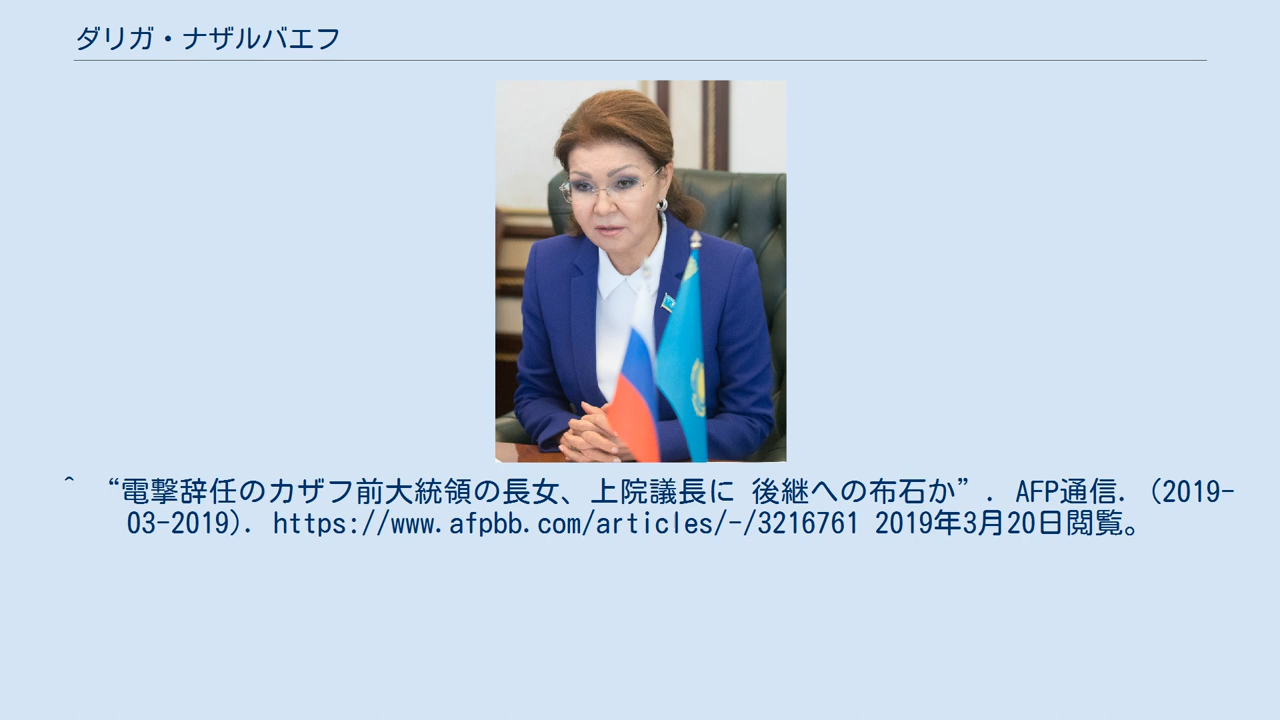 ダリガ・ナザルバエフ
^ “電撃辞任のカザフ前大統領の長女、上院議長に 後継への布石か”. AFP通信. (2019-
03-2019). https://www.afpbb.com/articles/-/3216761 2019年3月20日閲覧。